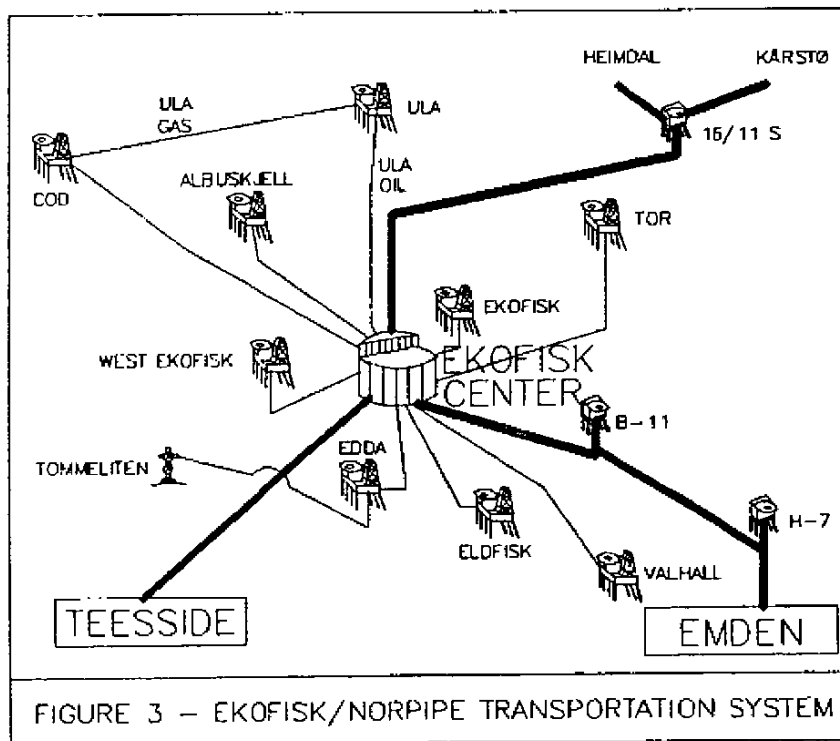 HEIMDAL
KÅRSTØ
ULA
GAS
ULA
16/11 S
COD
ALBUSKJELL
ULA
OIL
TOR
EKOFISK
WEST EKOFISK
EKOFISK
CENTER
B-11
TOMMELITEN
EDDA
H-7
ELDFISK
VALHALL
TEESSIDE
EMDEN
FIGURE 3 - EKOFISK/NORPIPE TRANSPORTATION SYSTEM